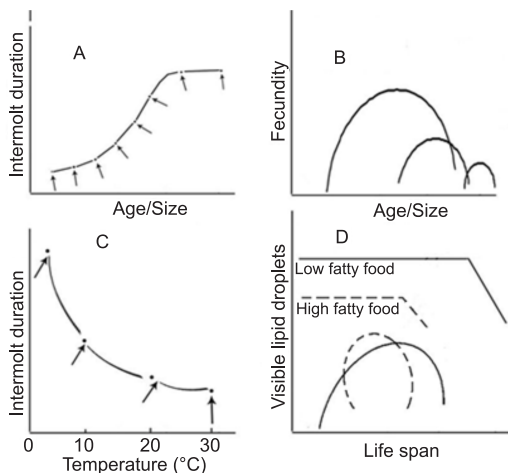 A
Intermolt duration
Age/Size
B
Fecundity
Age/Size
C
Intermolt duration
0 10 20 30
Temperature (°C)
D
Visible lipid droplets
Low fatty food
High fatty food
Life span